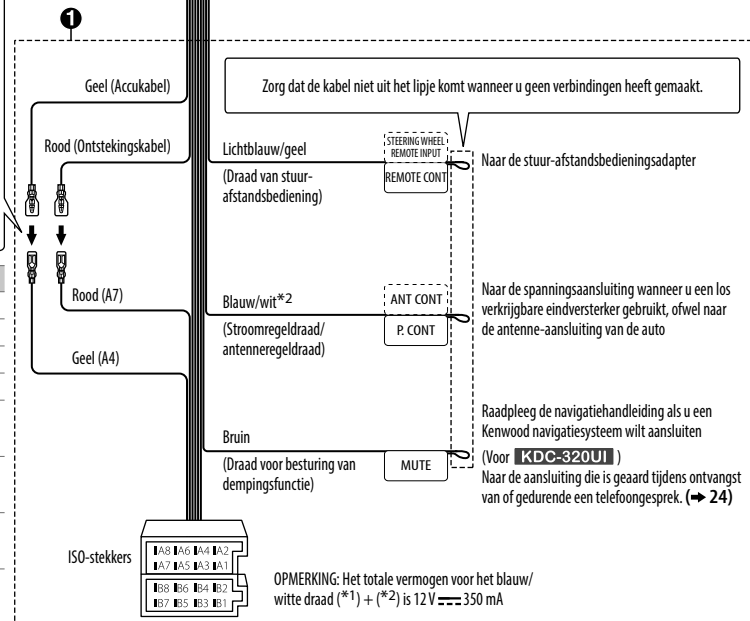 1
Geel (Accukabel)
Zorg dat de kabel niet uit het lipje komt wanneer u geen verbindingen heeft gemaakt.
Rood (Ontstekingskabel)
Lichtblauw/geel
(Draad van stuur-
afstandsbediening)
STEERING WHEEL
REMOTE INPUT
REMOTE CONT
Naar de stuur-afstandsbedieningsadapter
Rood (A7)
Geel (A4)
Blauw/wit*2
(Stroomregeldraad/
antenneregeldraad)
ANT CONT
P. CONT
Naar de spanningsaansluiting wanneer u een los
verkrijgbare eindversterker gebruikt, ofwel naar
de antenne-aansluiting van de auto
Bruin
(Draad voor besturing van
dempingsfunctie)
MUTE
Raadpleeg de navigatiehandleiding als u een
Kenwood navigatiesysteem wilt aansluiten
(Voor KDC-320UI )
Naar de aansluiting die is geaard tijdens ontvangst
van of gedurende een telefoongesprek. (➜ 24)
ISO-stekkers
A8 A6 A4 A2
A7 A5 A3 A1
B8 B6 B4 B2
B7 B5 B3 B1
OPMERKING: Het totale vermogen voor het blauw/
witte draad (*1) + (*2) is 12 V ⎓ 350 mA